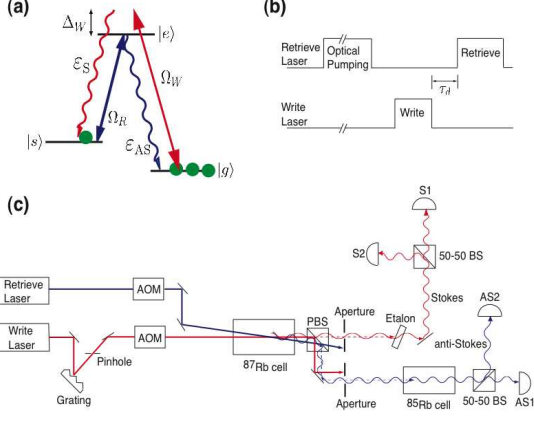 (a)
Δ_W
|e⟩
ε_S
Ω_W
Ω_R
|s⟩
ε_AS
|g⟩
(b)
Retrieve
Laser
Optical
Pumping
Retrieve
τ_d
Write
Laser
Write
(c)
S1
S2
50-50 BS
Stokes
AS2
Retrieve
Laser
AOM
Write
Laser
AOM
Pinhole
Grating
87Rb cell
PBS
Aperture
Etalon
anti-Stokes
Aperture
85Rb cell
50-50 BS
AS1